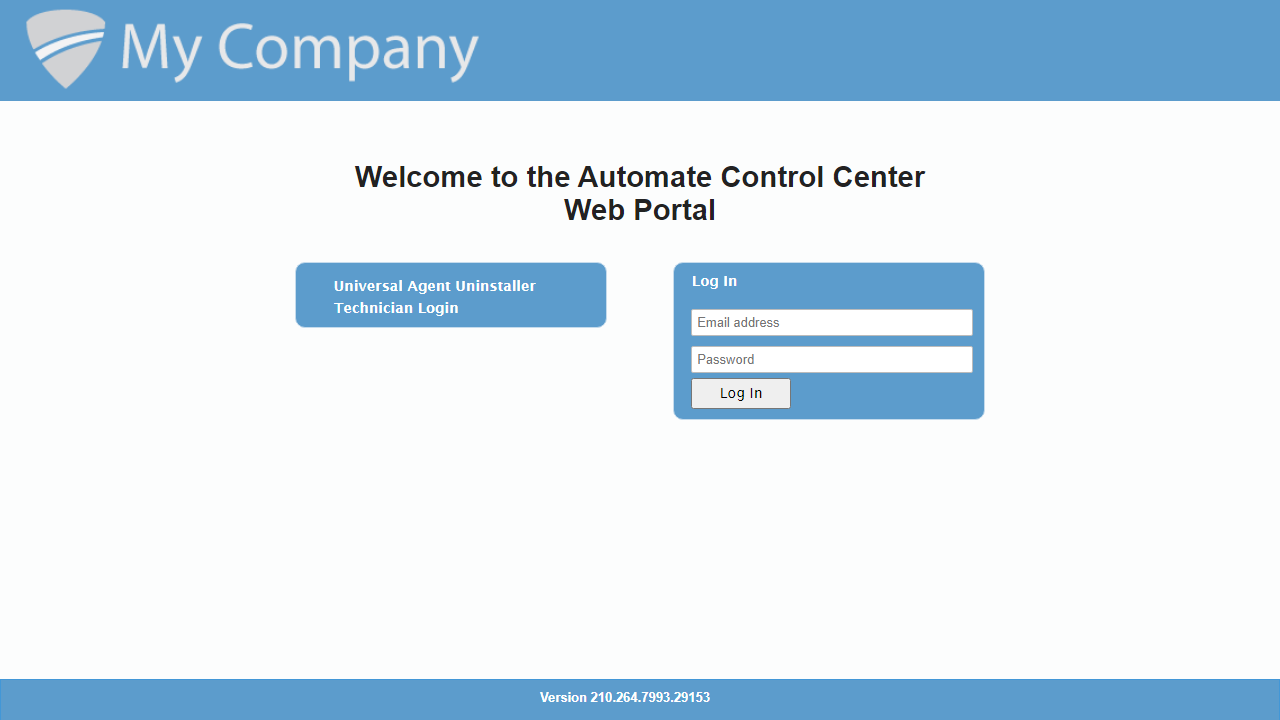 My Company
Welcome to the Automate Control Center
Web Portal
Universal Agent Uninstaller
Technician Login
Log In
Email address
Password
Log In
Version 210.264.7993.29153